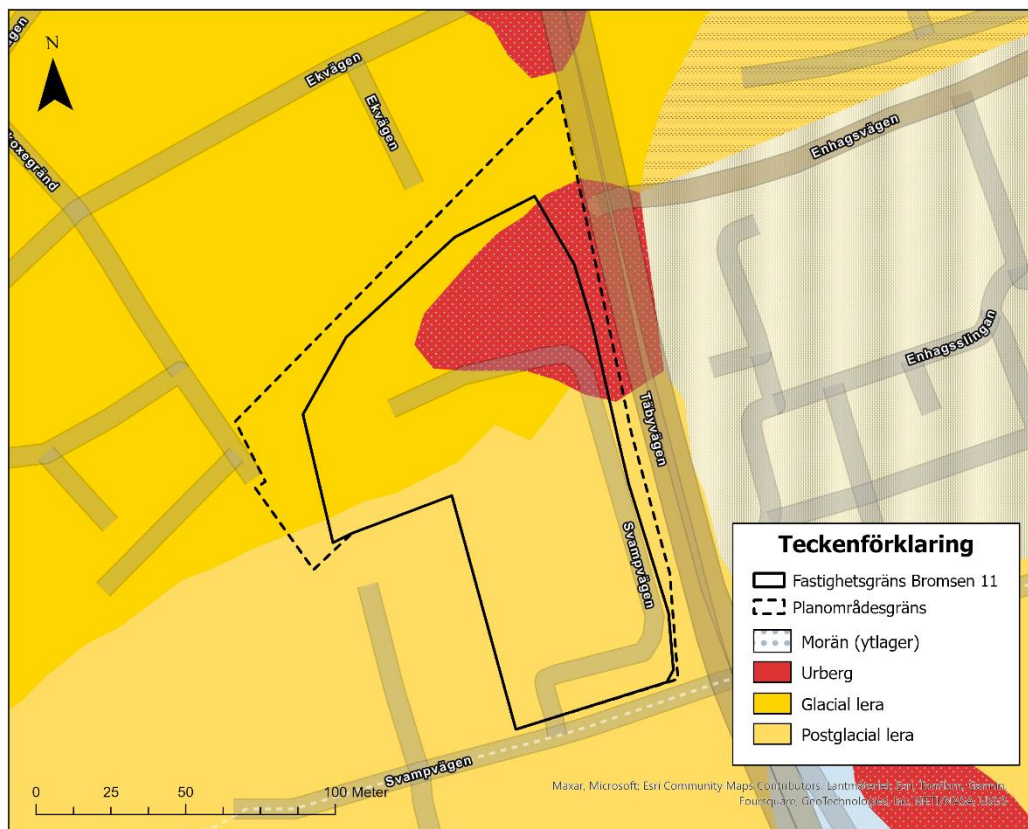 N
Ekvägen
Ekvägen
Enhagsvägen
Enhagsslingan
Täbyvägen
Svampvägen
Svampvägen
Teckenförklaring
Fastighetsgräns Bromsen 11
Planområdesgräns
Morän (ytlager)
Urberg
Glacial lera
Postglacial lera
0 25 50 100 Meter
Maxar, Microsoft; Esri Community Maps Contributors, Lantmäteriet, Esri, TomTom, Garmin,
Foursquare, GeoTechnologies, Inc, METI/NASA, USGS